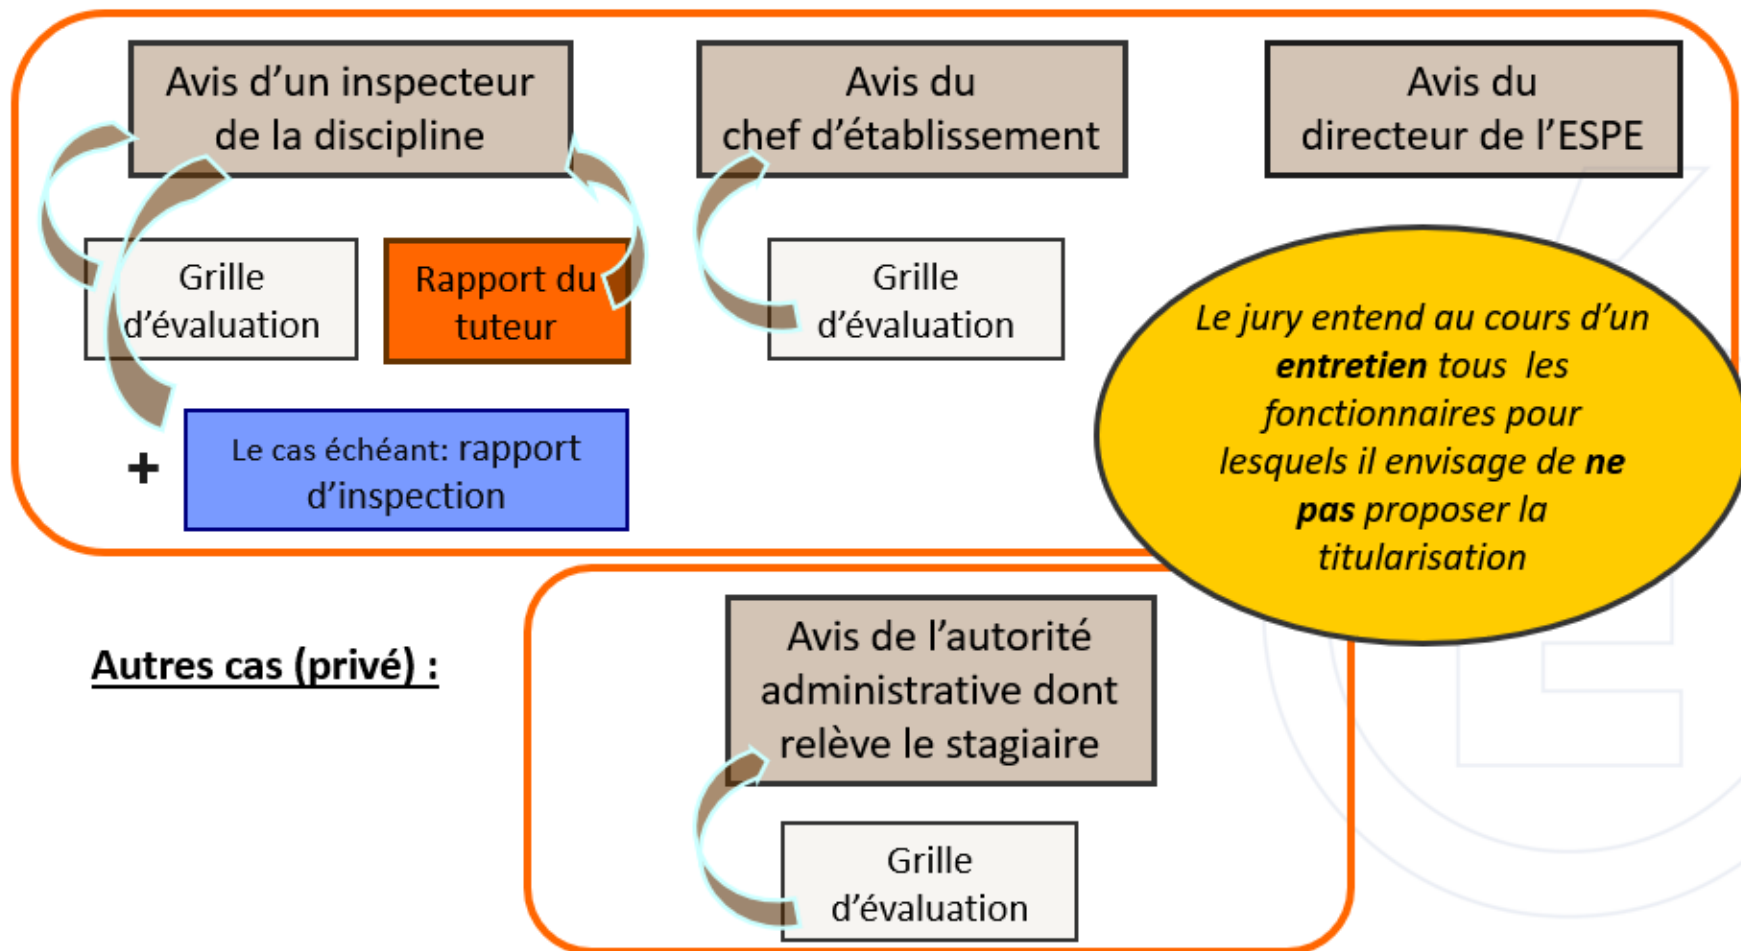 Avis d’un inspecteur
de la discipline
Avis du
chef d’établissement
Avis du
directeur de l’ESPE
Grille
d’évaluation
Rapport du
tuteur
Grille
d’évaluation
+
Le cas échéant: rapport
d’inspection
Le jury entend au cours d’un
entretien tous les
fonctionnaires pour
lesquels il envisage de ne
pas proposer la
titularisation
Autres cas (privé) :
Avis de l’autorité
administrative dont
relève le stagiaire
Grille
d’évaluation